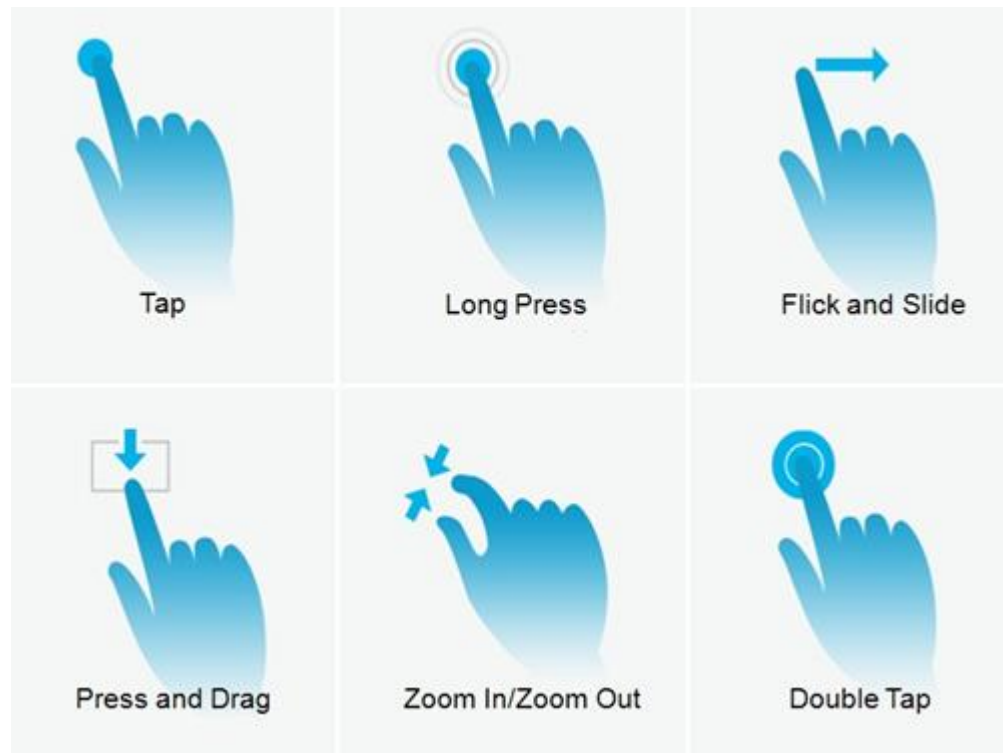 Tap
Long Press
Flick and Slide
Press and Drag
Zoom In/Zoom Out
Double Tap